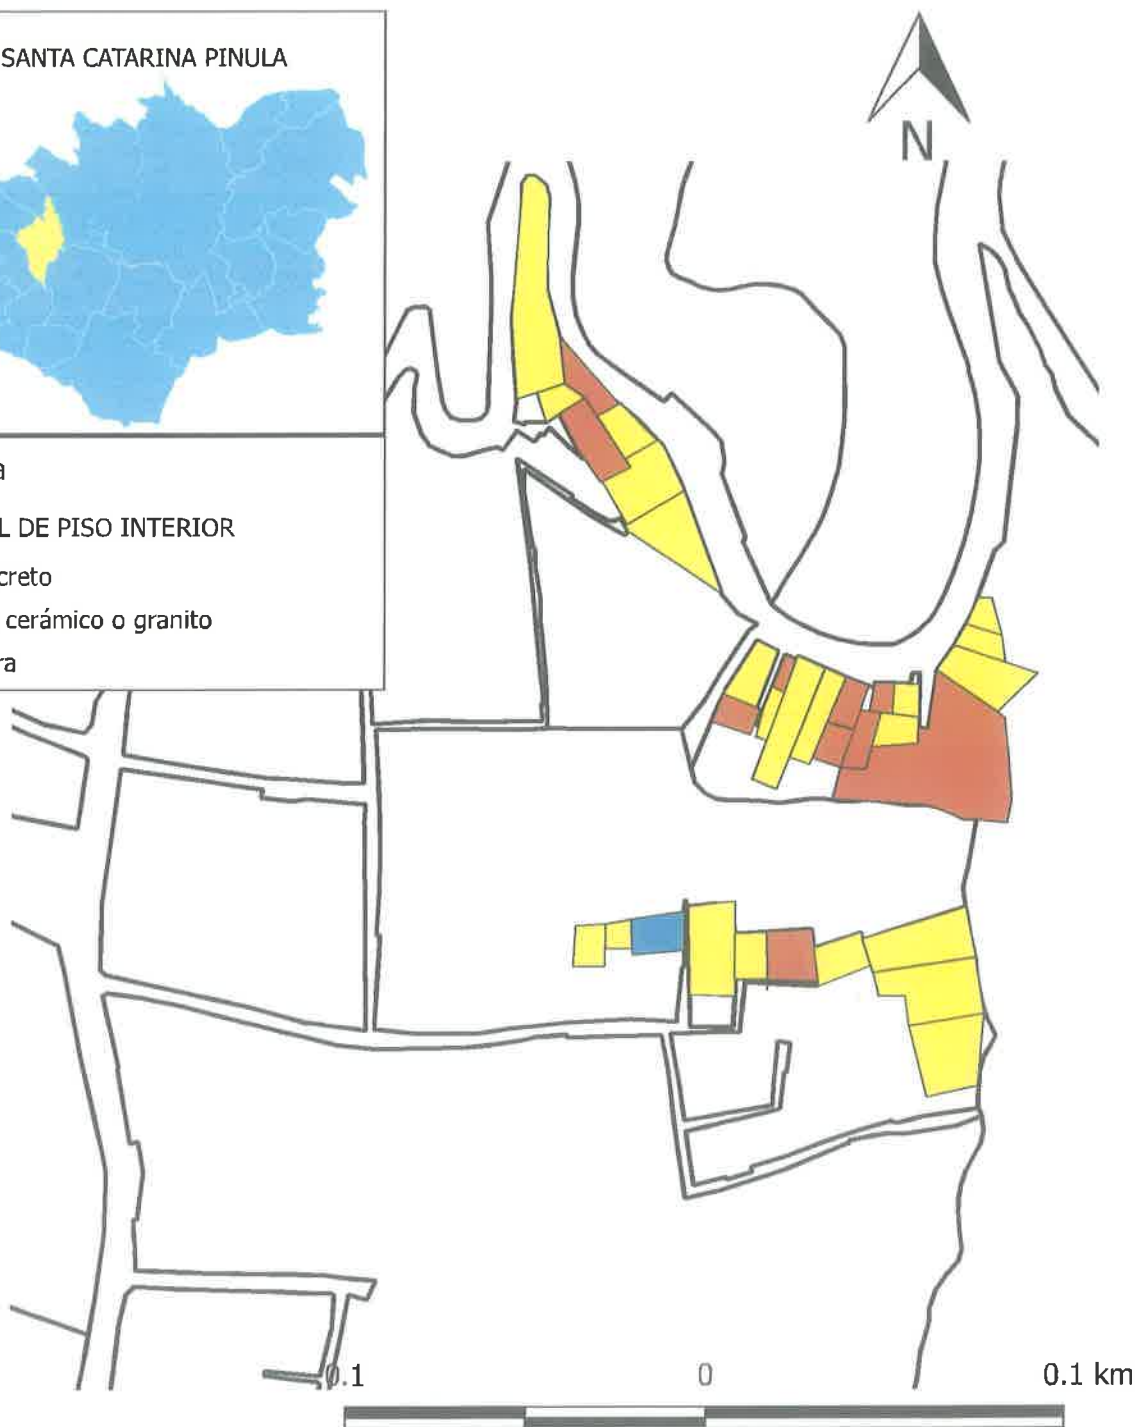 SANTA CATARINA PINULA
N
a
L DE PISO INTERIOR
creto
cerámico o granito
ra
0.1 0 0.1 km